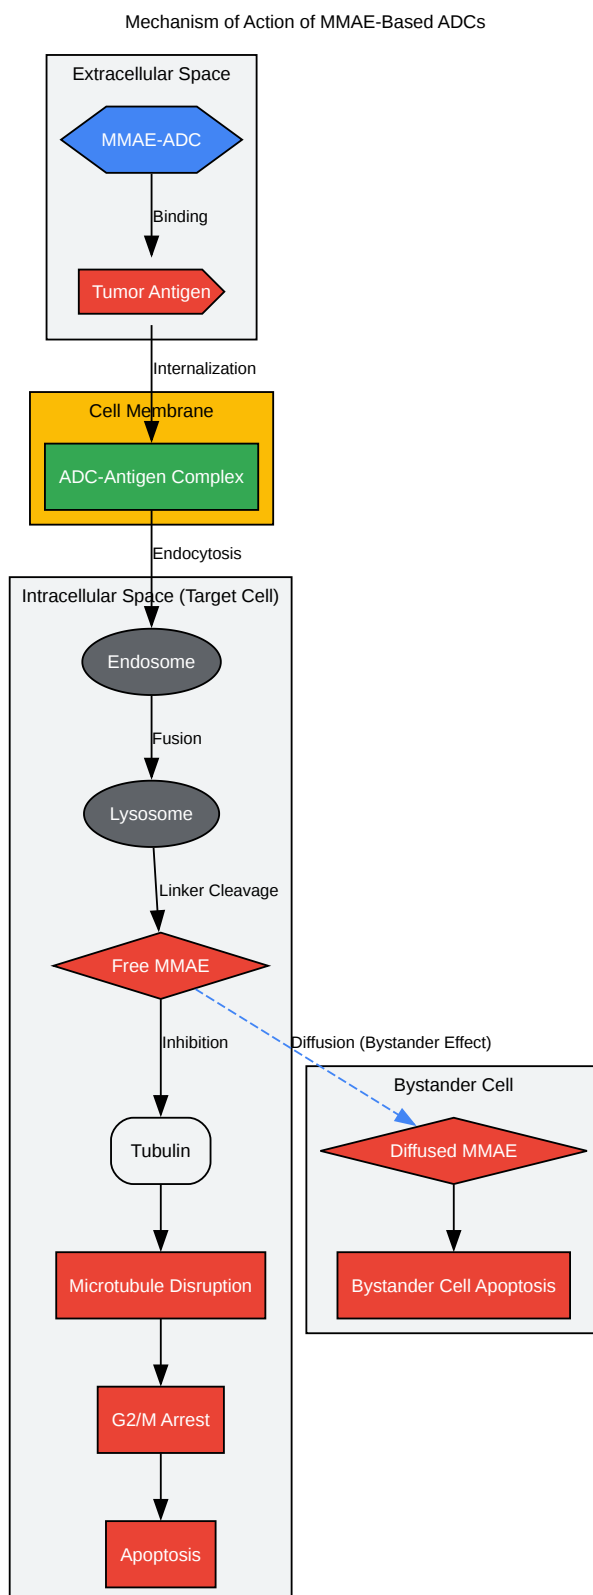 Mechanism of Action of MMAE-Based ADCs
Extracellular Space
MMAE-ADC
Binding
Tumor Antigen
Internalization
Cell Membrane
ADC-Antigen Complex
Endocytosis
Intracellular Space (Target Cell)
Endosome
Fusion
Lysosome
Linker Cleavage
Free MMAE
Inhibition
Diffusion (Bystander Effect)
Bystander Cell
Tubulin
Diffused MMAE
Microtubule Disruption
Bystander Cell Apoptosis
G2/M Arrest
Apoptosis